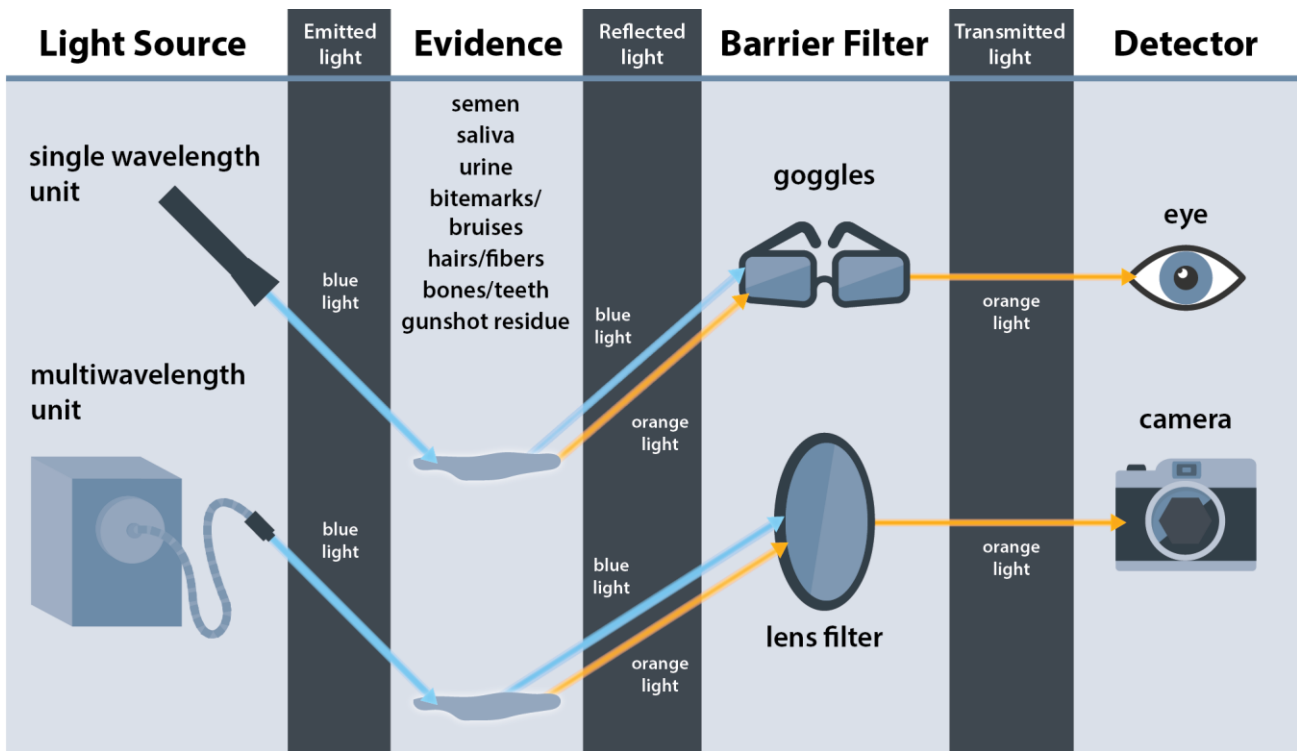 Light Source
Emitted
light
Evidence
Reflected
light
Barrier Filter
Transmitted
light
Detector
single wavelength
unit
blue
light
semen
saliva
urine
bitemarks/
bruises
hairs/fibers
bones/teeth
gunshot residue
blue
light
orange
light
goggles
orange
light
eye
multiwavelength
unit
blue
light
blue
light
orange
light
lens filter
orange
light
camera